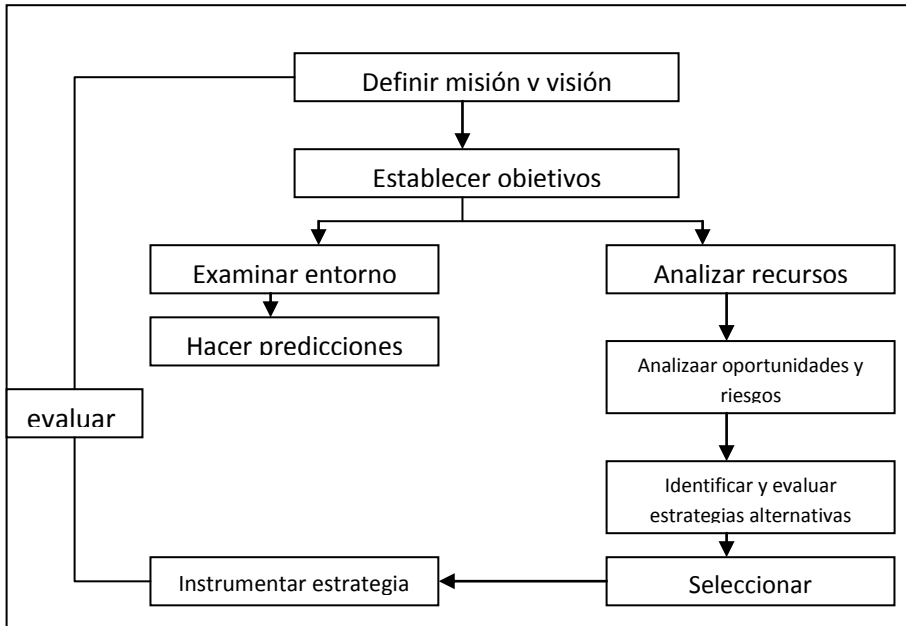 Definir misión y visión
Establecer objetivos
Examinar entorno
Analizar recursos
Hacer predicciones
Analizaar oportunidades y
riesgos
evaluar
Identificar y evaluar
estrategias alternativas
Instrumentar estrategia
Seleccionar